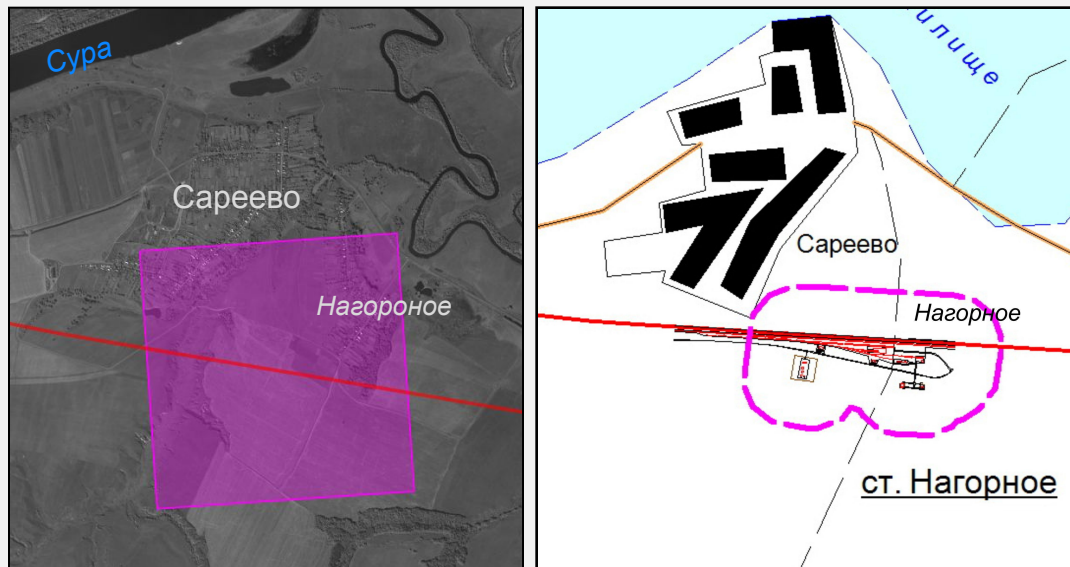 Сура
Сареево
Нагороное
илище
Сареево
Нагорное
ст. Нагорное